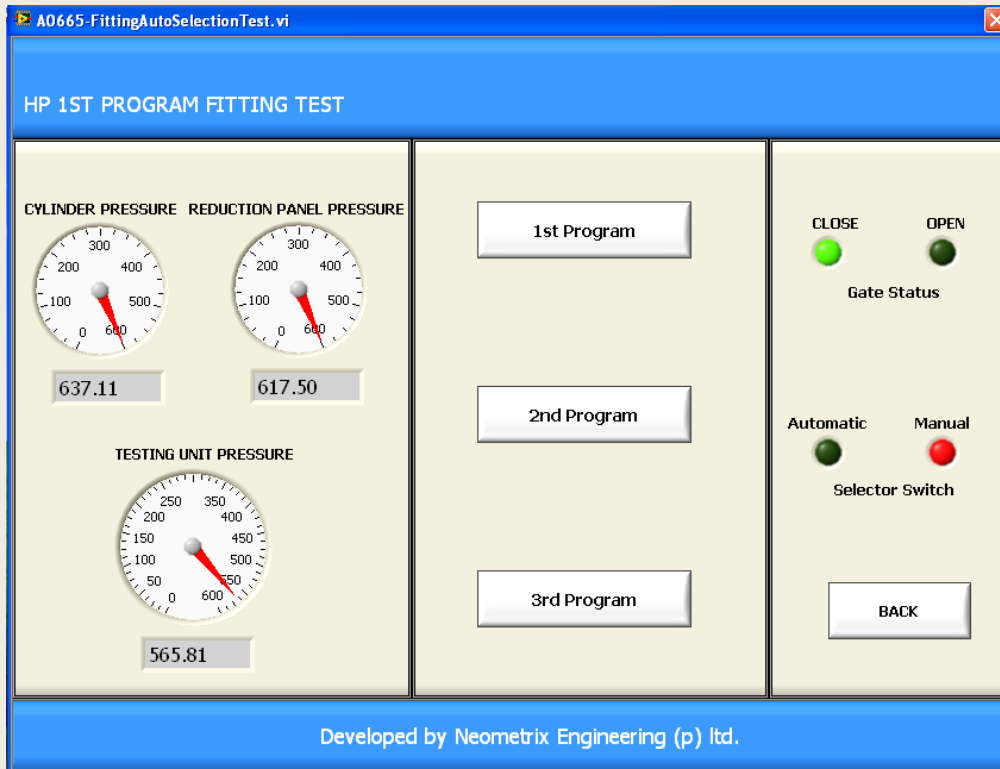 A0665-FittingAutoSelectionTest.vi
HP 1ST PROGRAM FITTING TEST
CYLINDER PRESSURE
0 100 200 300 400 500 600
637.11
REDUCTION PANEL PRESSURE
0 100 200 300 400 500 600
617.50
TESTING UNIT PRESSURE
0 50 100 150 200 250 350 400 450 500 550 600
565.81
1st Program
2nd Program
3rd Program
CLOSE OPEN
Gate Status
Automatic Manual
Selector Switch
BACK
Developed by Neometrix Engineering (p) ltd.